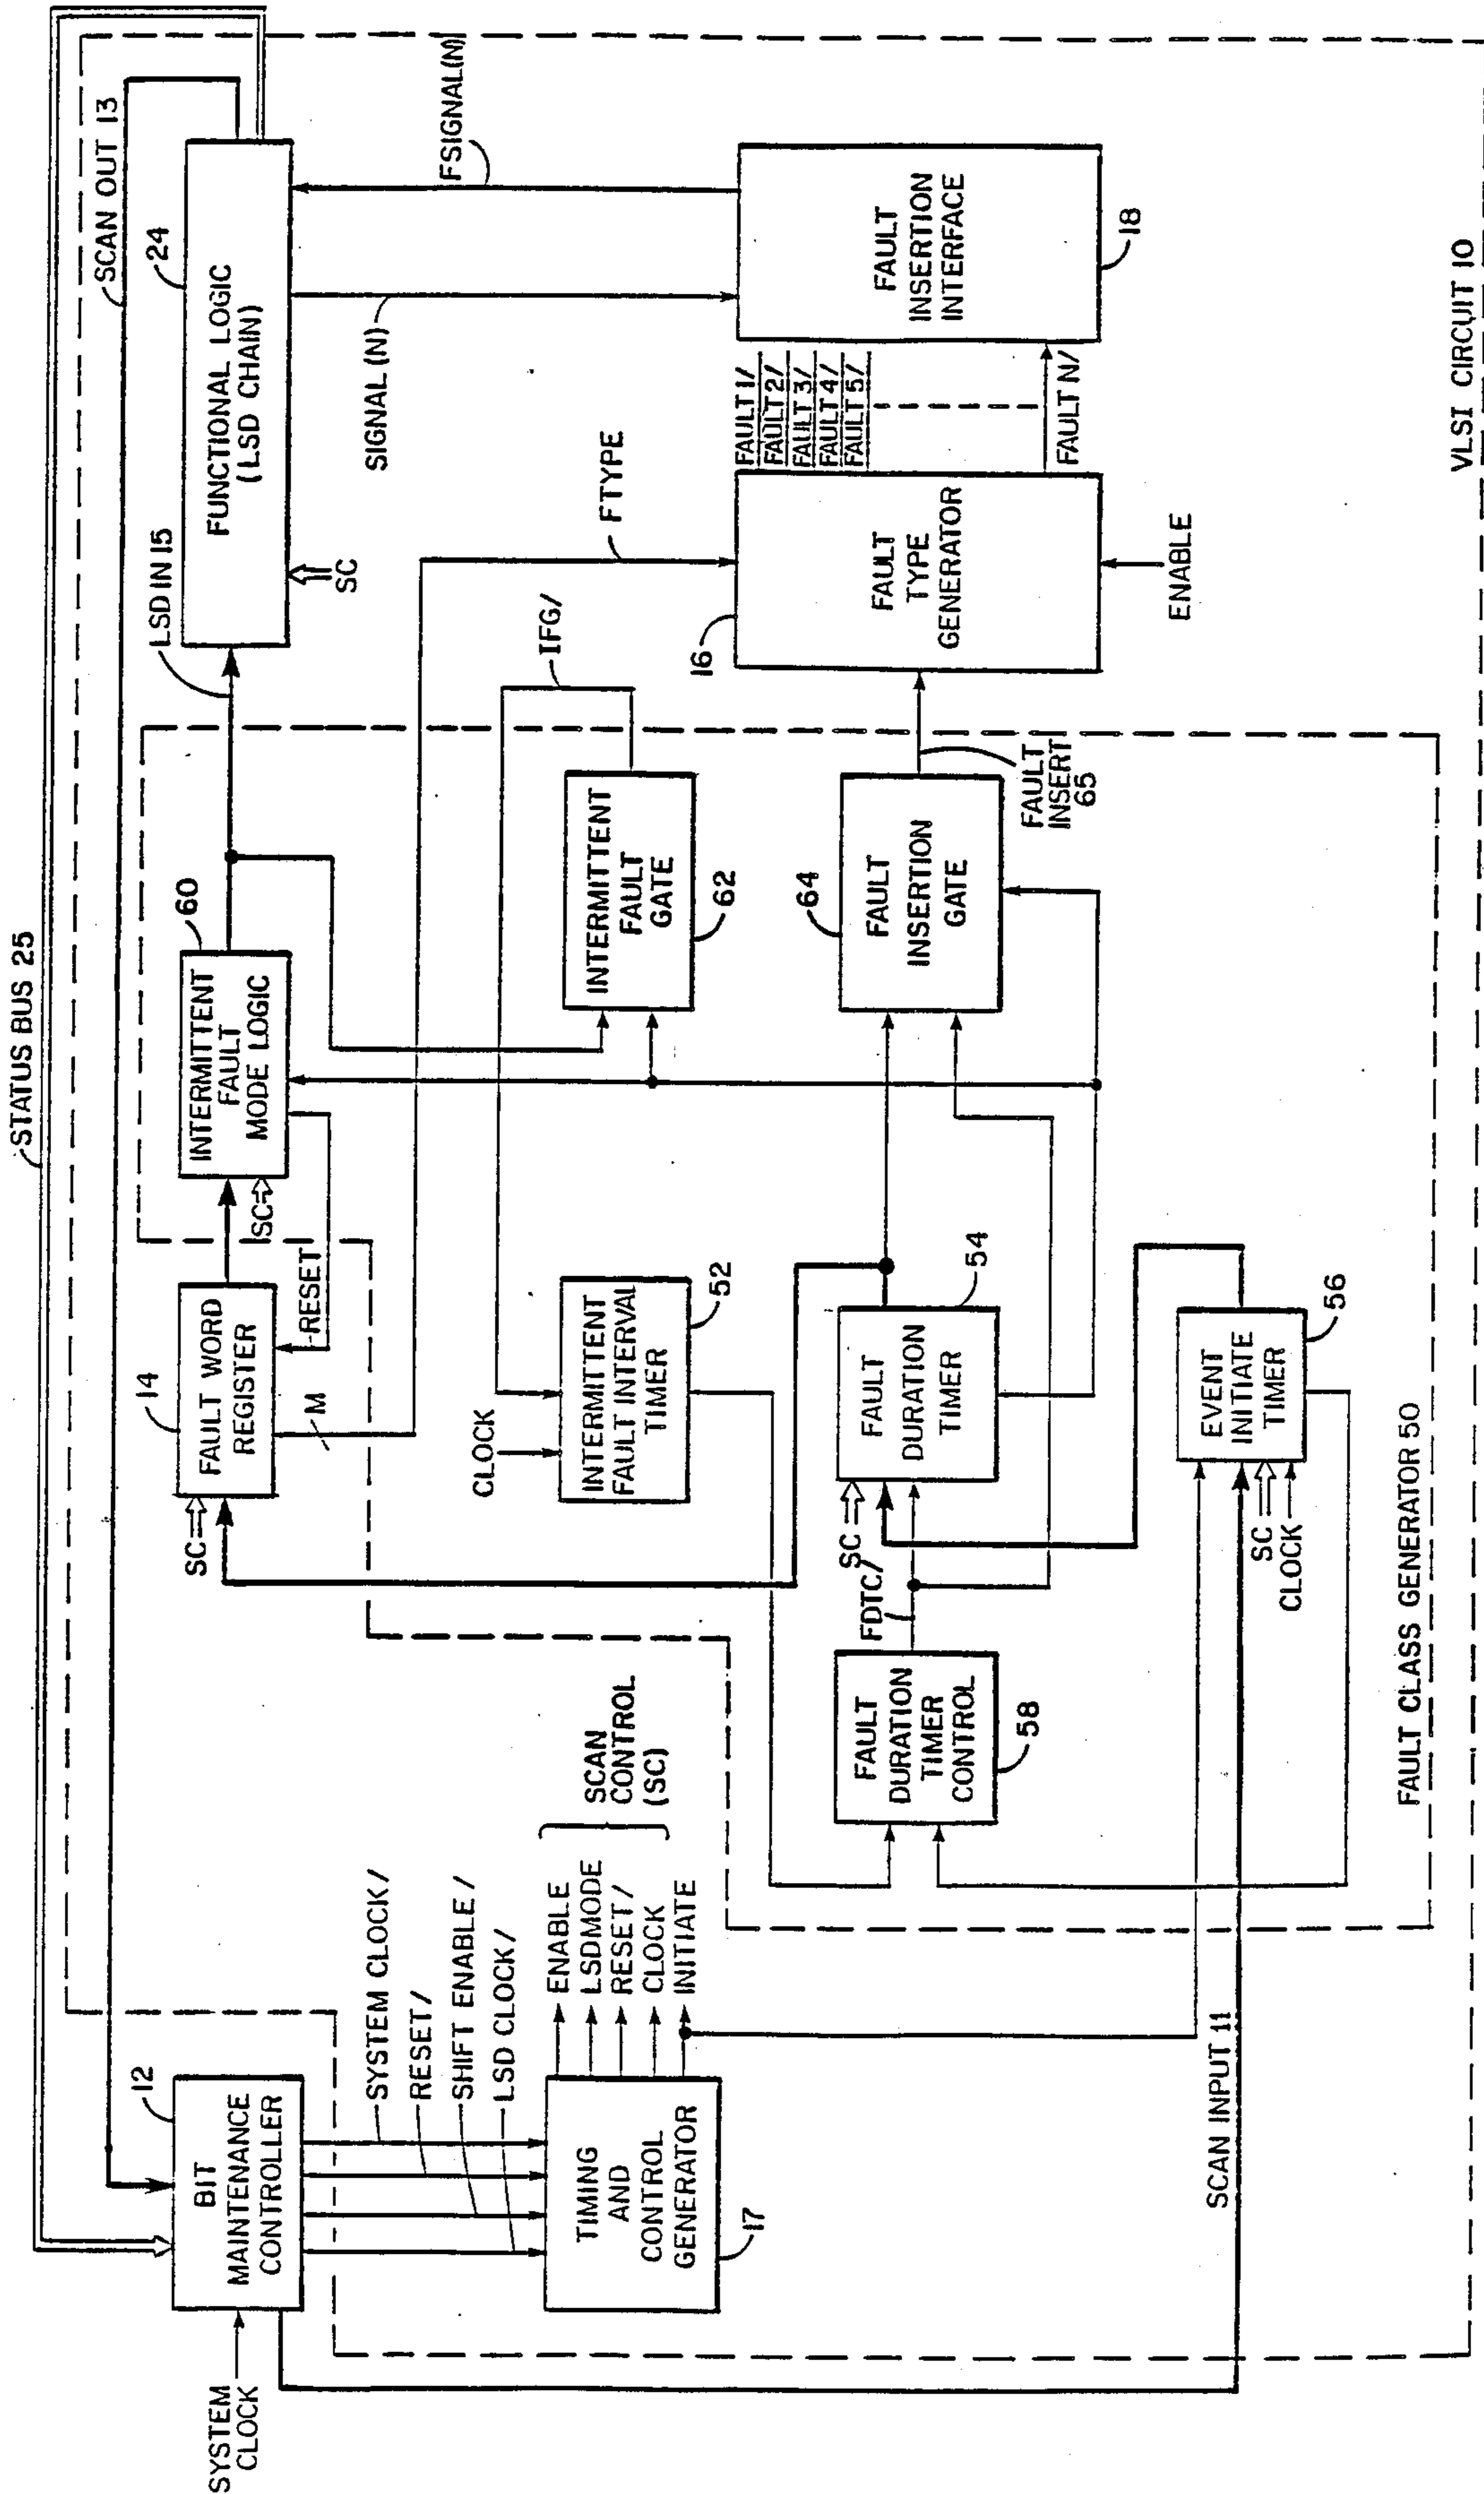 STATUS BUS 25
SCAN OUT 13
12
BIT
MAINTENANCE
CONTROLLER
SYSTEM
CLOCK
SYSTEM CLOCK/
RESET/
SHIFT ENABLE/
LSD CLOCK/
TIMING
AND
CONTROL
GENERATOR
17
ENABLE
LSDMODE
RESET/
CLOCK
INITIATE
SCAN
CONTROL
(SC)
SCAN INPUT 11
14
FAULT WORD
REGISTER
SC
RESET
M
60
INTERMITTENT
FAULT
MODE LOGIC
SC
LSD IN 15
24
FUNCTIONAL LOGIC
(LSD CHAIN)
SC
SIGNAL(N)
FSIGNAL(N)
CLOCK
INTERMITTENT
FAULT INTERVAL
TIMER
52
INTERMITTENT
FAULT
GATE
62
IFG/
FTYPE
FAULT
DURATION
TIMER
CONTROL
58
FDTC/
SC
FAULT
DURATION
TIMER
54
64
FAULT
INSERTION
GATE
FAULT
INSERT
65
16
FAULT
TYPE
GENERATOR
ENABLE
FAULT 1/
FAULT 2/
FAULT 3/
FAULT 4/
FAULT 5/
FAULT N/
FAULT
INSERTION
INTERFACE
18
EVENT
INITIATE
TIMER
56
SC
CLOCK
FAULT CLASS GENERATOR 50
VLSI CIRCUIT 10